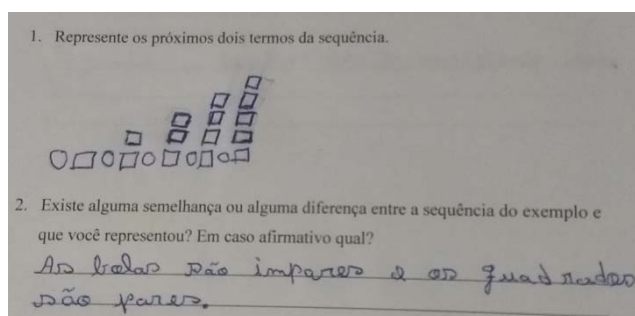 1. Represente os próximos dois termos da sequência.
2. Existe alguma semelhança ou alguma diferença entre a sequência do exemplo e
que você representou? Em caso afirmativo qual?
As bolas são impares e os quadrados
são pares.